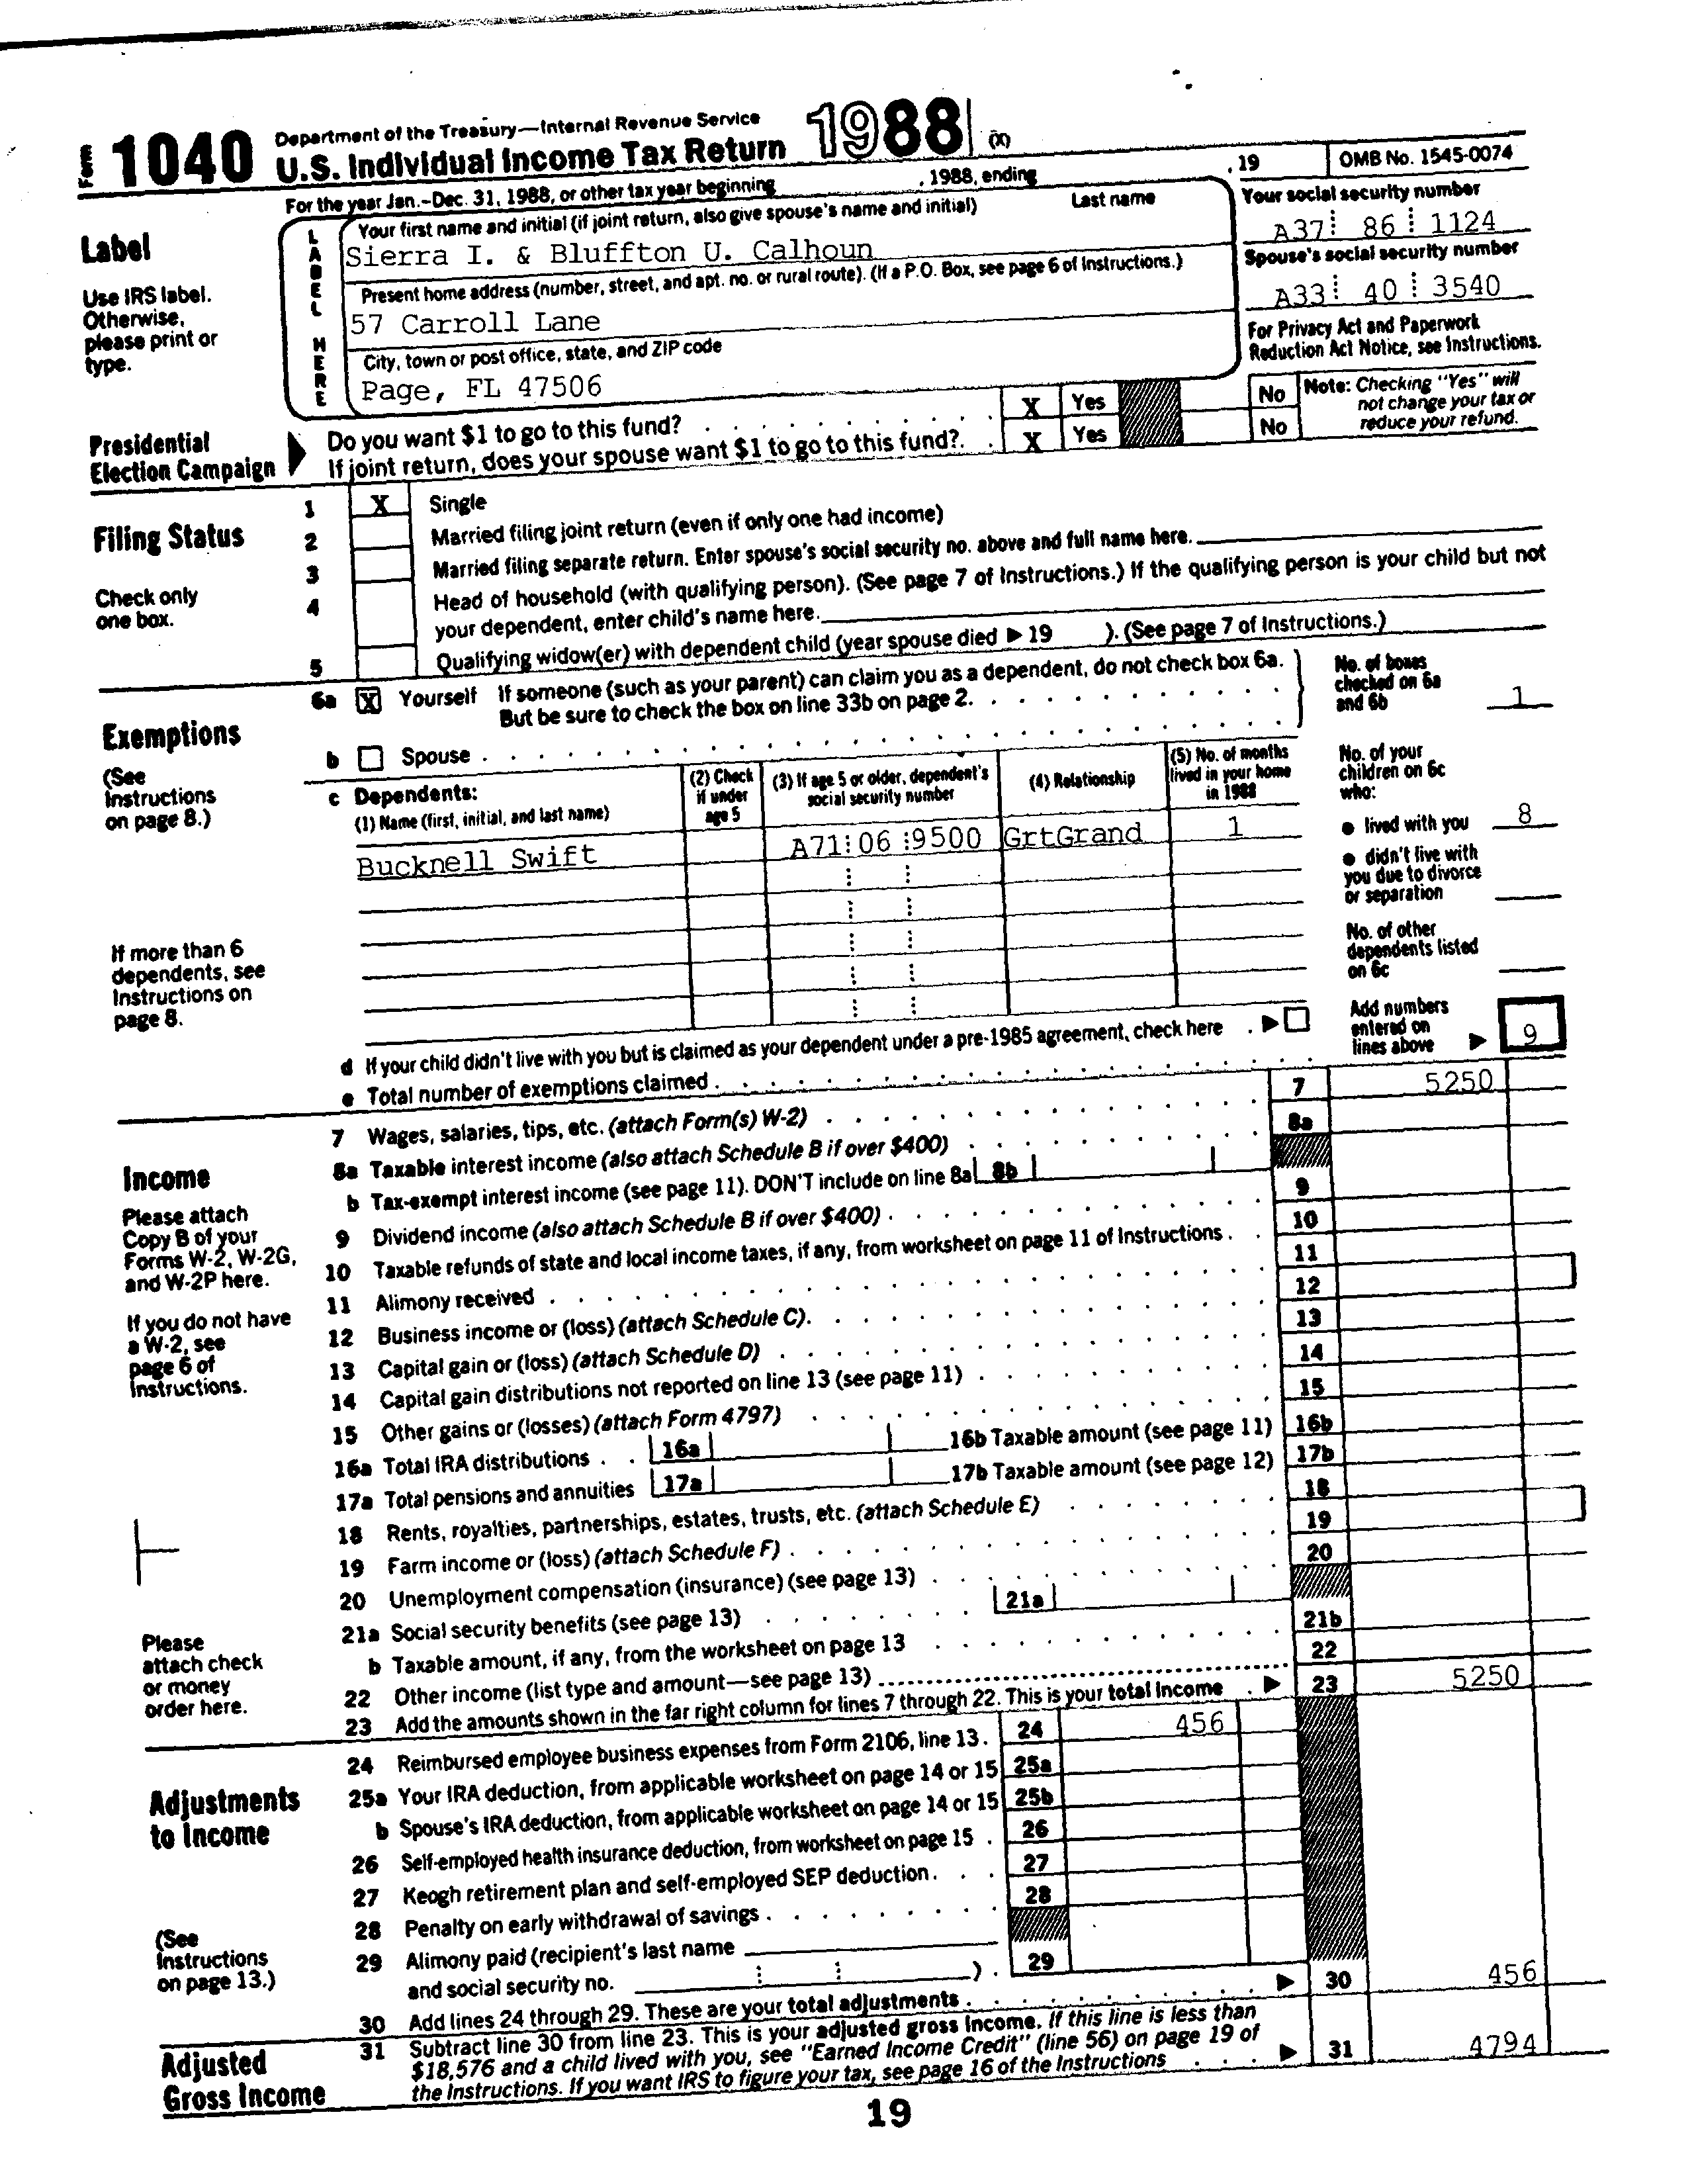 Form 1040 Department of the Treasury—Internal Revenue Service
U.S. Individual Income Tax Return 1988 (X)
For the year Jan.–Dec. 31, 1988, or other tax year beginning , 1988, ending , 19 OMB No. 1545-0074
Label
Use IRS label.
Otherwise,
please print or
type.
LABEL HERE
Your first name and initial (if joint return, also give spouse's name and initial) Last name
Sierra I. & Bluffton U. Calhoun
Present home address (number, street, and apt. no. or rural route). (If a P.O. Box, see page 6 of Instructions.)
57 Carroll Lane
City, town or post office, state, and ZIP code
Page, FL 47506
Your social security number
A37 86 1124
Spouse's social security number
A33 40 3540
For Privacy Act and Paperwork
Reduction Act Notice, see Instructions.
Presidential
Election Campaign
Do you want $1 to go to this fund? X Yes No
If joint return, does your spouse want $1 to go to this fund? X Yes No
Note: Checking "Yes" will
not change your tax or
reduce your refund.
Filing Status
Check only
one box.
1 X Single
2 Married filing joint return (even if only one had income)
3 Married filing separate return. Enter spouse's social security no. above and full name here.
4 Head of household (with qualifying person). (See page 7 of Instructions.) If the qualifying person is your child but not
your dependent, enter child's name here.
5 Qualifying widow(er) with dependent child (year spouse died ▶ 19 ). (See page 7 of Instructions.)
Exemptions
(See
Instructions
on page 8.)
If more than 6
dependents, see
Instructions on
page 8.
6a X Yourself If someone (such as your parent) can claim you as a dependent, do not check box 6a.
But be sure to check the box on line 33b on page 2.
b Spouse
c Dependents:
(1) Name (first, initial, and last name)
(2) Check
if under
age 5
(3) If age 5 or older, dependent's
social security number
(4) Relationship
(5) No. of months
lived in your home
in 1988
Bucknell Swift A71 06 9500 GrtGrand 1
d If your child didn't live with you but is claimed as your dependent under a pre-1985 agreement, check here ▶
e Total number of exemptions claimed
No. of boxes
checked on 6a
and 6b 1
No. of your
children on 6c
who:
● lived with you 8
● didn't live with
you due to divorce
or separation
No. of other
dependents listed
on 6c
Add numbers
entered on
lines above ▶ 9
Income
Please attach
Copy B of your
Forms W-2, W-2G,
and W-2P here.
If you do not have
a W-2, see
page 6 of
Instructions.
Please
attach check
or money
order here.
7 Wages, salaries, tips, etc. (attach Form(s) W-2) 7 5250
8a Taxable interest income (also attach Schedule B if over $400) 8a
b Tax-exempt interest income (see page 11). DON'T include on line 8a 8b
9 Dividend income (also attach Schedule B if over $400) 9
10 Taxable refunds of state and local income taxes, if any, from worksheet on page 11 of Instructions 10
11 Alimony received 11
12 Business income or (loss) (attach Schedule C) 12
13 Capital gain or (loss) (attach Schedule D) 13
14 Capital gain distributions not reported on line 13 (see page 11) 14
15 Other gains or (losses) (attach Form 4797) 15
16a Total IRA distributions 16a 16b Taxable amount (see page 11) 16b
17a Total pensions and annuities 17a 17b Taxable amount (see page 12) 17b
18 Rents, royalties, partnerships, estates, trusts, etc. (attach Schedule E) 18
19 Farm income or (loss) (attach Schedule F) 19
20 Unemployment compensation (insurance) (see page 13) 20
21a Social security benefits (see page 13) 21a
b Taxable amount, if any, from the worksheet on page 13 21b
22 Other income (list type and amount—see page 13) 22
23 Add the amounts shown in the far right column for lines 7 through 22. This is your total income ▶ 23 5250
Adjustments
to Income
(See
Instructions
on page 13.)
24 Reimbursed employee business expenses from Form 2106, line 13. 24 456
25a Your IRA deduction, from applicable worksheet on page 14 or 15 25a
b Spouse's IRA deduction, from applicable worksheet on page 14 or 15 25b
26 Self-employed health insurance deduction, from worksheet on page 15 26
27 Keogh retirement plan and self-employed SEP deduction 27
28 Penalty on early withdrawal of savings 28
29 Alimony paid (recipient's last name
and social security no. ) 29
30 Add lines 24 through 29. These are your total adjustments ▶ 30 456
Adjusted
Gross Income
31 Subtract line 30 from line 23. This is your adjusted gross income. If this line is less than
$18,576 and a child lived with you, see "Earned Income Credit" (line 56) on page 19 of
the Instructions. If you want IRS to figure your tax, see page 16 of the Instructions ▶ 31 4794
19